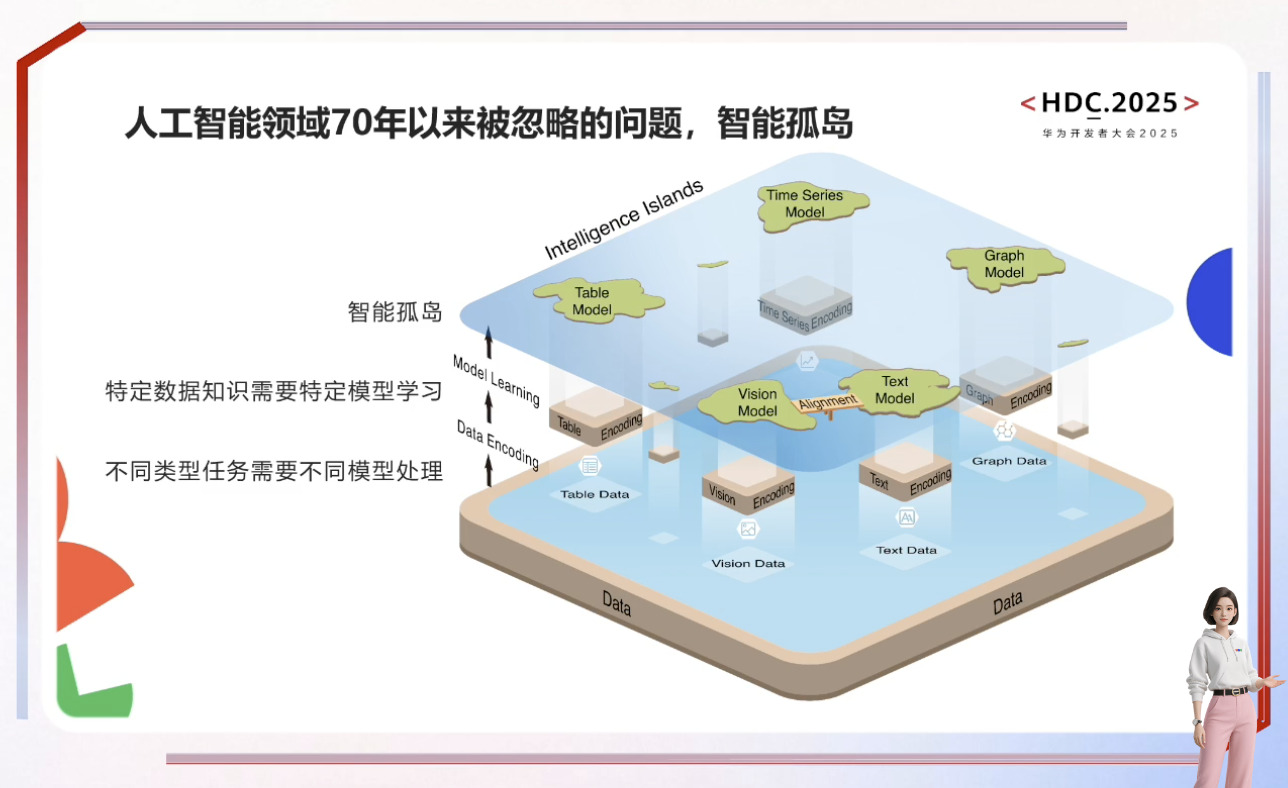 人工智能领域70年以来被忽略的问题，智能孤岛
<HDC.2025>
华为开发者大会2025
Intelligence Islands
Time Series
Model
Graph
Model
Table
Model
智能孤岛
Time Series Encoding
Model Learning
特定数据知识需要特定模型学习
Vision
Model
Alignment
Text
Model
Graph Encoding
Table Encoding
Data Encoding
不同类型任务需要不同模型处理
Graph Data
Table Data
Vision Encoding
Text Encoding
Text Data
Vision Data
Data
Data